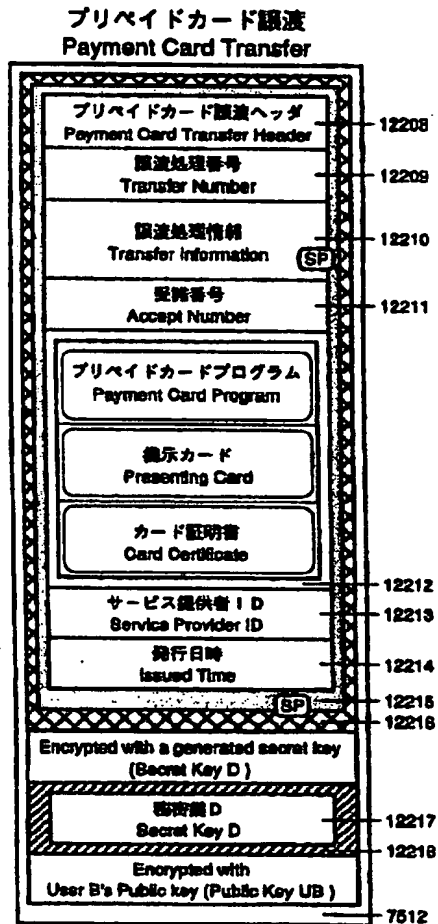 プリペイドカード譲渡
Payment Card Transfer
プリペイドカード譲渡ヘッダ
Payment Card Transfer Header
12208
譲渡処理番号
Transfer Number
12209
譲渡処理情報
Transfer Information
12210
SP
受諾番号
Accept Number
12211
プリペイドカードプログラム
Payment Card Program
提示カード
Presenting Card
カード証明書
Card Certificate
12212
サービス提供者ID
Service Provider ID
12213
発行日時
Issued Time
12214
SP
12215
12216
Encrypted with a generated secret key
(Secret Key D)
秘密鍵D
Secret Key D
12217
12218
Encrypted with
User B's Public key (Public Key UB)
7512